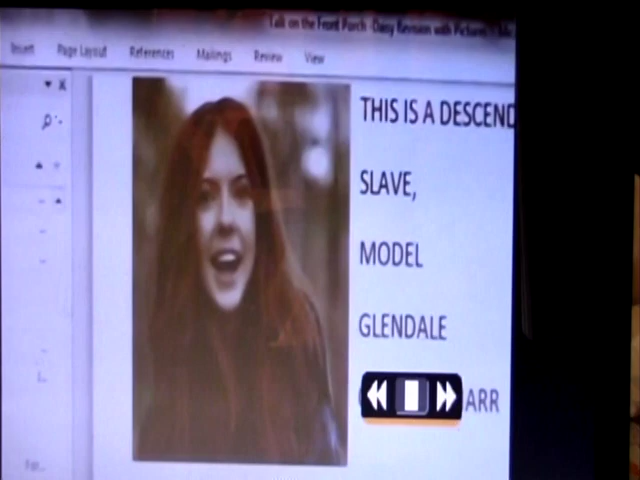 Talk on the Front Porch -Daisy Revision with Pictures
Insert Page Layout References Mailings Review View
THIS IS A DESCEND
SLAVE,
MODEL
GLENDALE
ARR